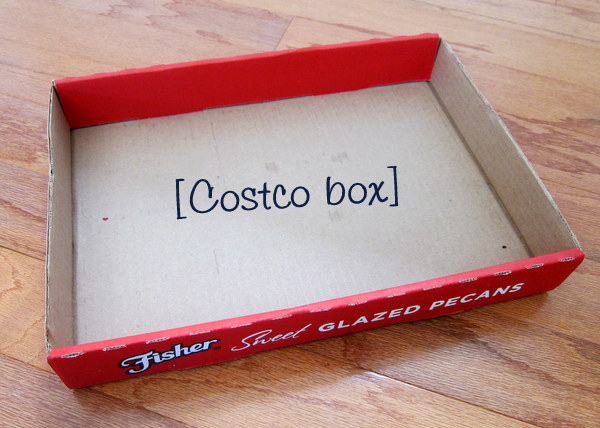 [Costco box]
Fisher Sweet GLAZED PECANS